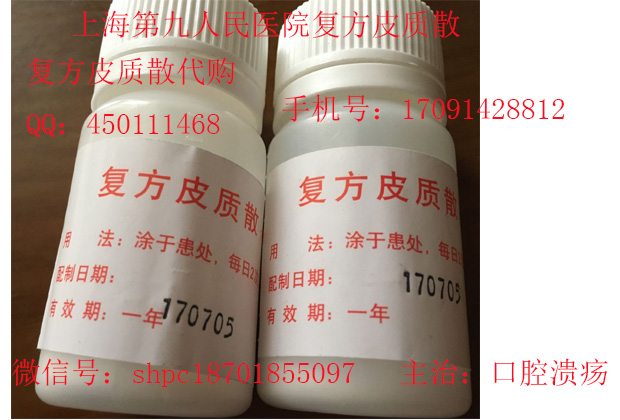 上海第九人民医院复方皮质散
复方皮质散代购
手机号：17091428812
QQ：450111468
复方皮质散
用 法：涂于患处，每日2
配制日期：
170705
有 效 期：一年
复方皮质散
用 法：涂于患处，每日
配制日期：
170705
有 效 期：一年
微信号：shpc18701855097
主治：口腔溃疡